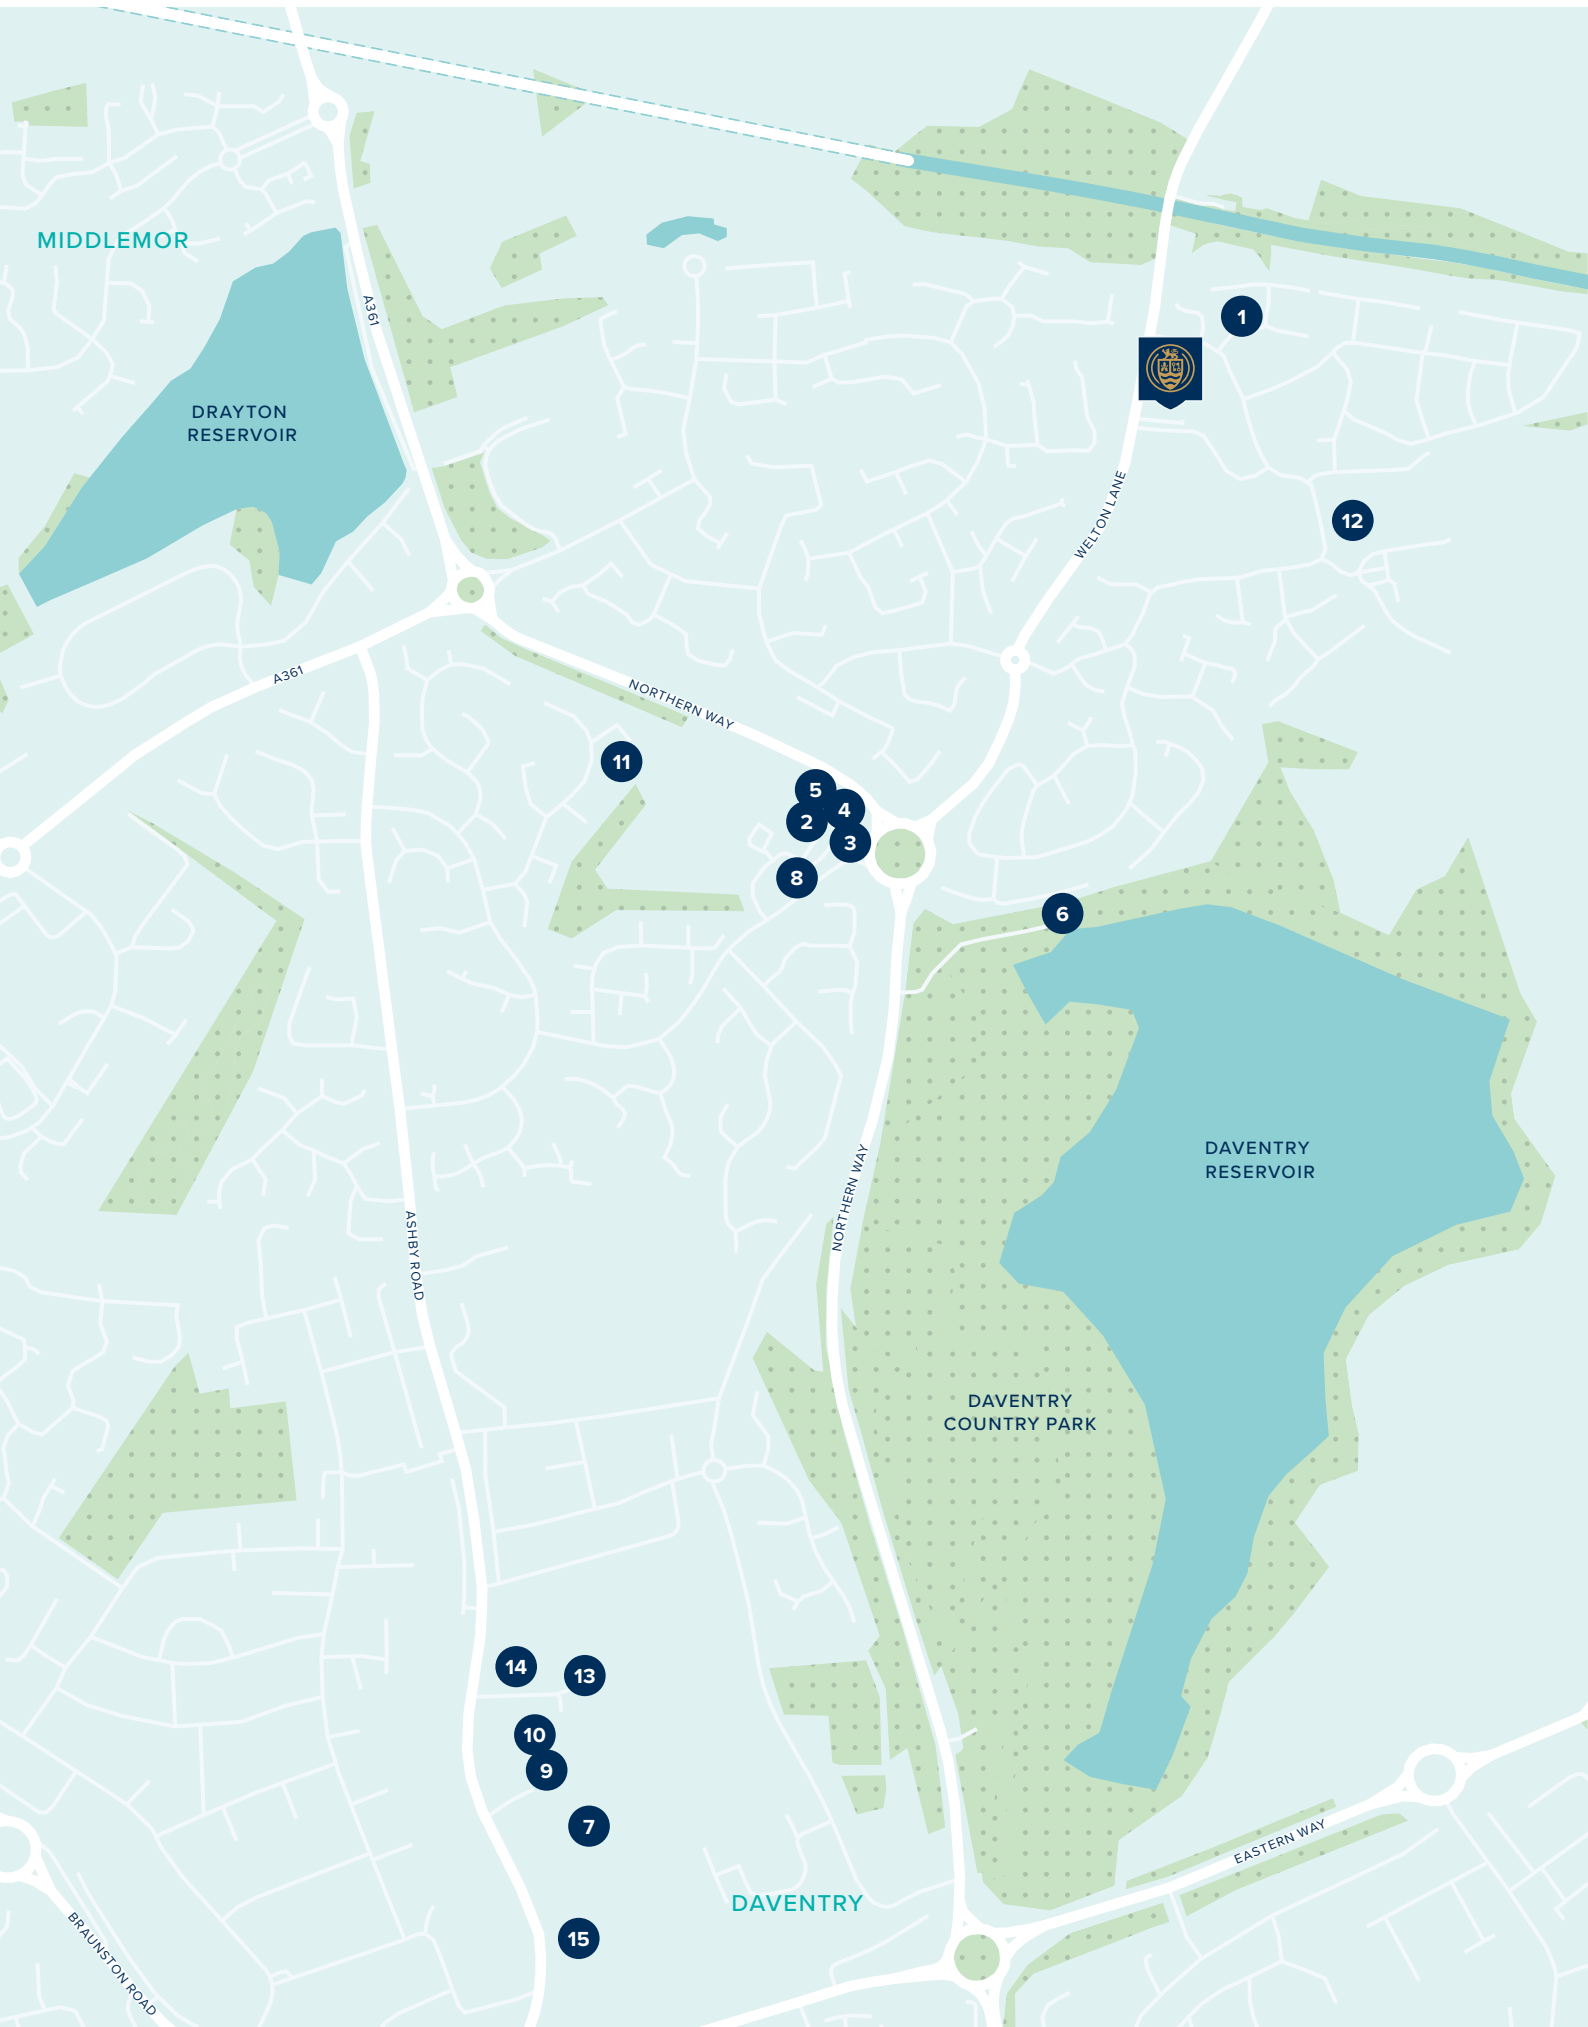 MIDDLEMOR
A361
1
DRAYTON
RESERVOIR
WELTON LANE
12
A361
NORTHERN WAY
11
5
4
2
3
8
6
DAVENTRY
RESERVOIR
NORTHERN WAY
ASHBY ROAD
DAVENTRY
COUNTRY PARK
14
13
10
9
7
EASTERN WAY
DAVENTRY
15
BRAUNSTON ROAD